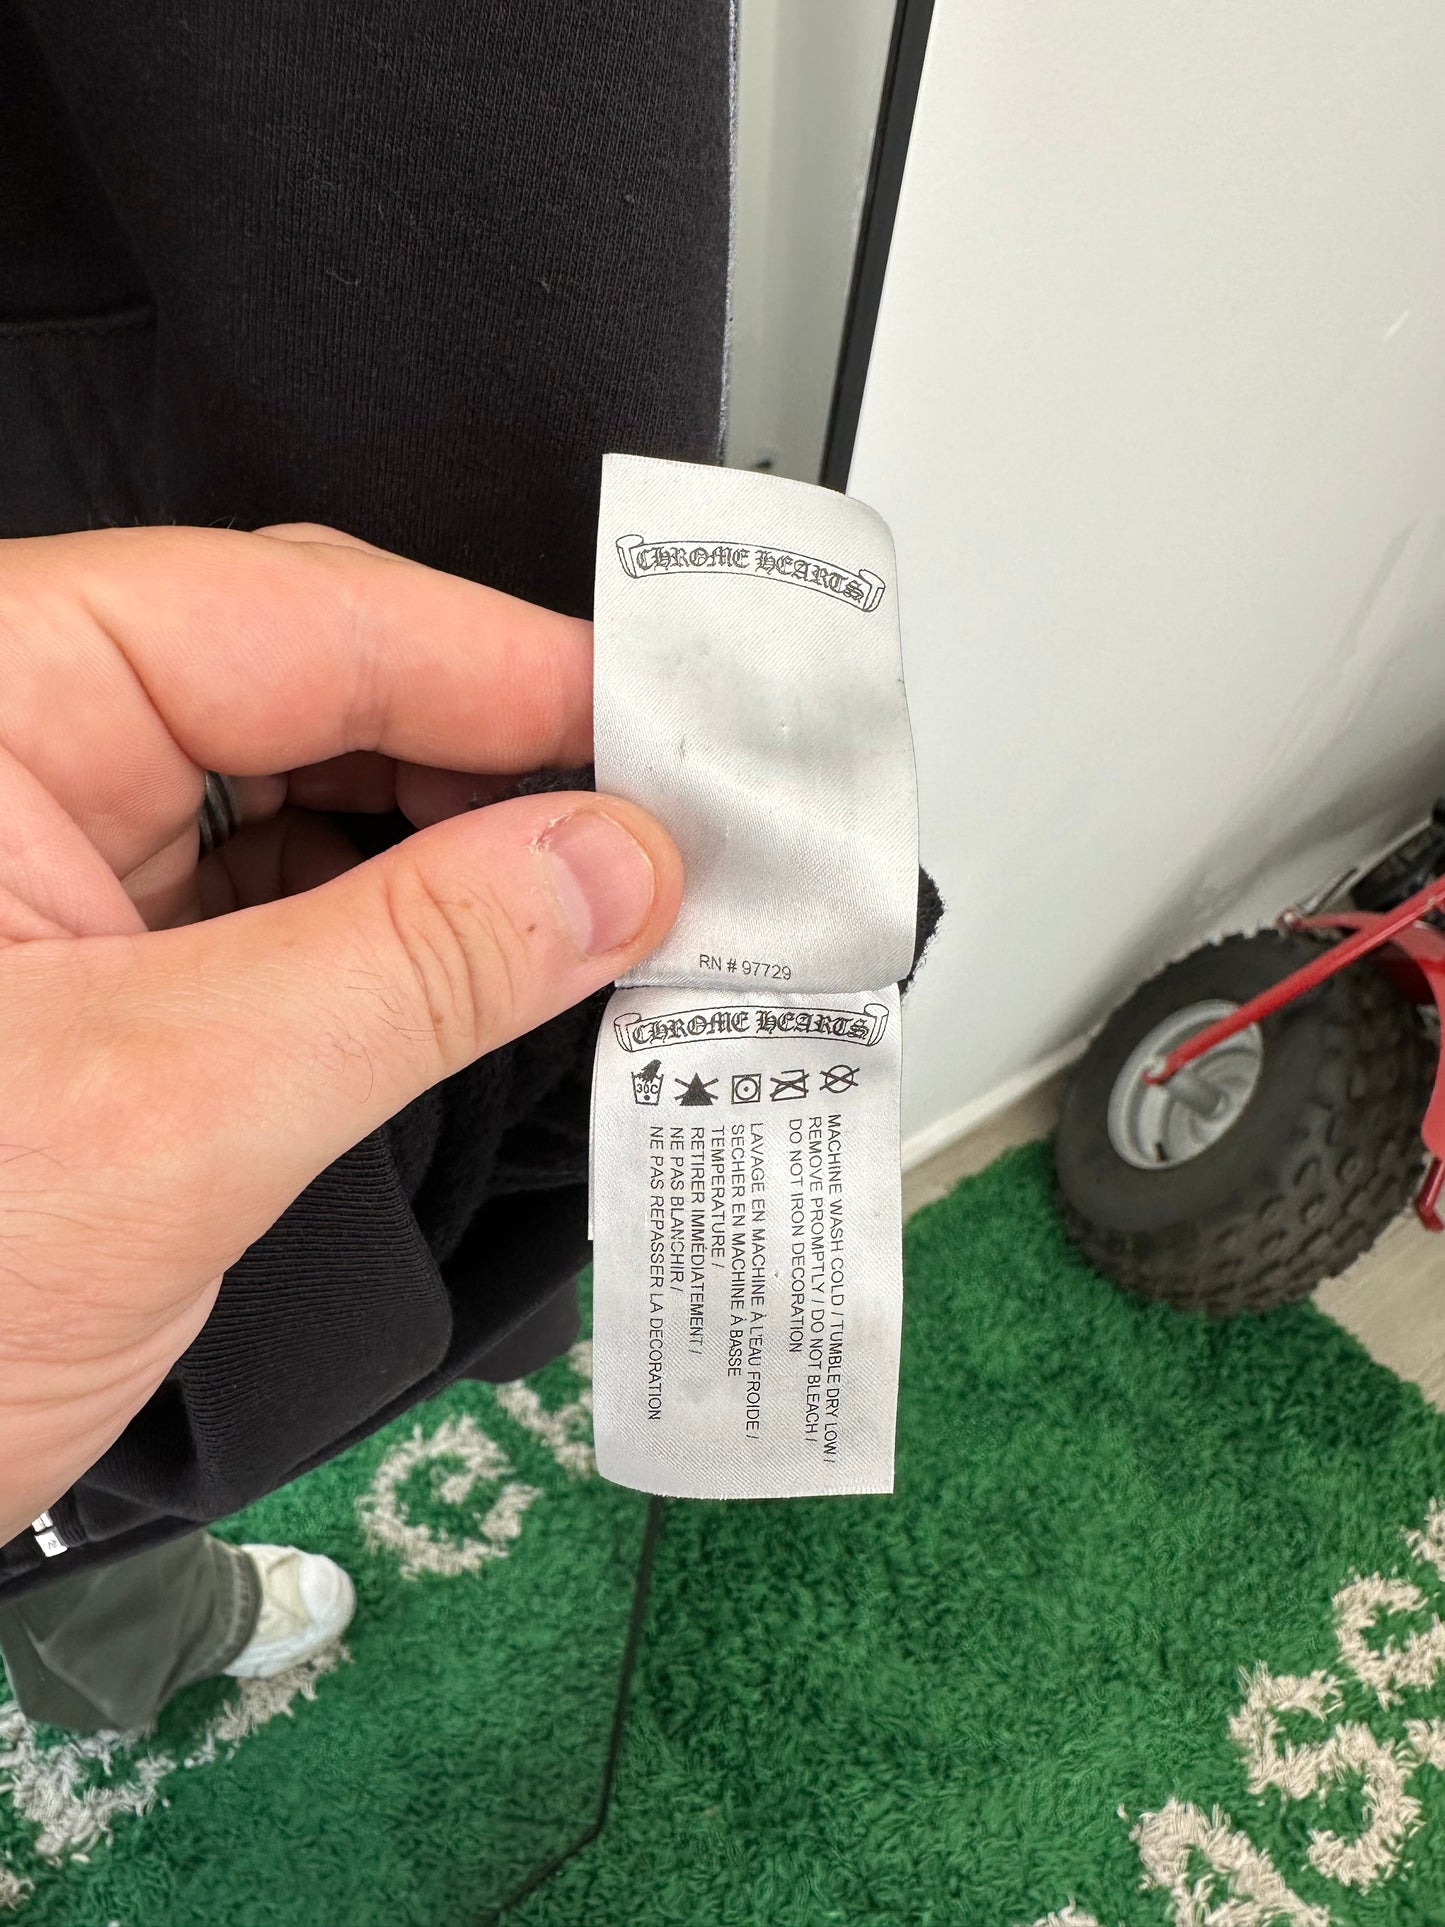 CHROME HEARTS
RN # 97729
CHROME HEARTS
30C
MACHINE WASH COLD / TUMBLE DRY LOW /
REMOVE PROMPTLY / DO NOT BLEACH /
DO NOT IRON DECORATION
LAVAGE EN MACHINE À L'EAU FROIDE /
SECHER EN MACHINE À BASSE
TEMPERATURE /
RETIRER IMMÉDIATEMENT /
NE PAS BLANCHIR /
NE PAS REPASSER LA DECORATION